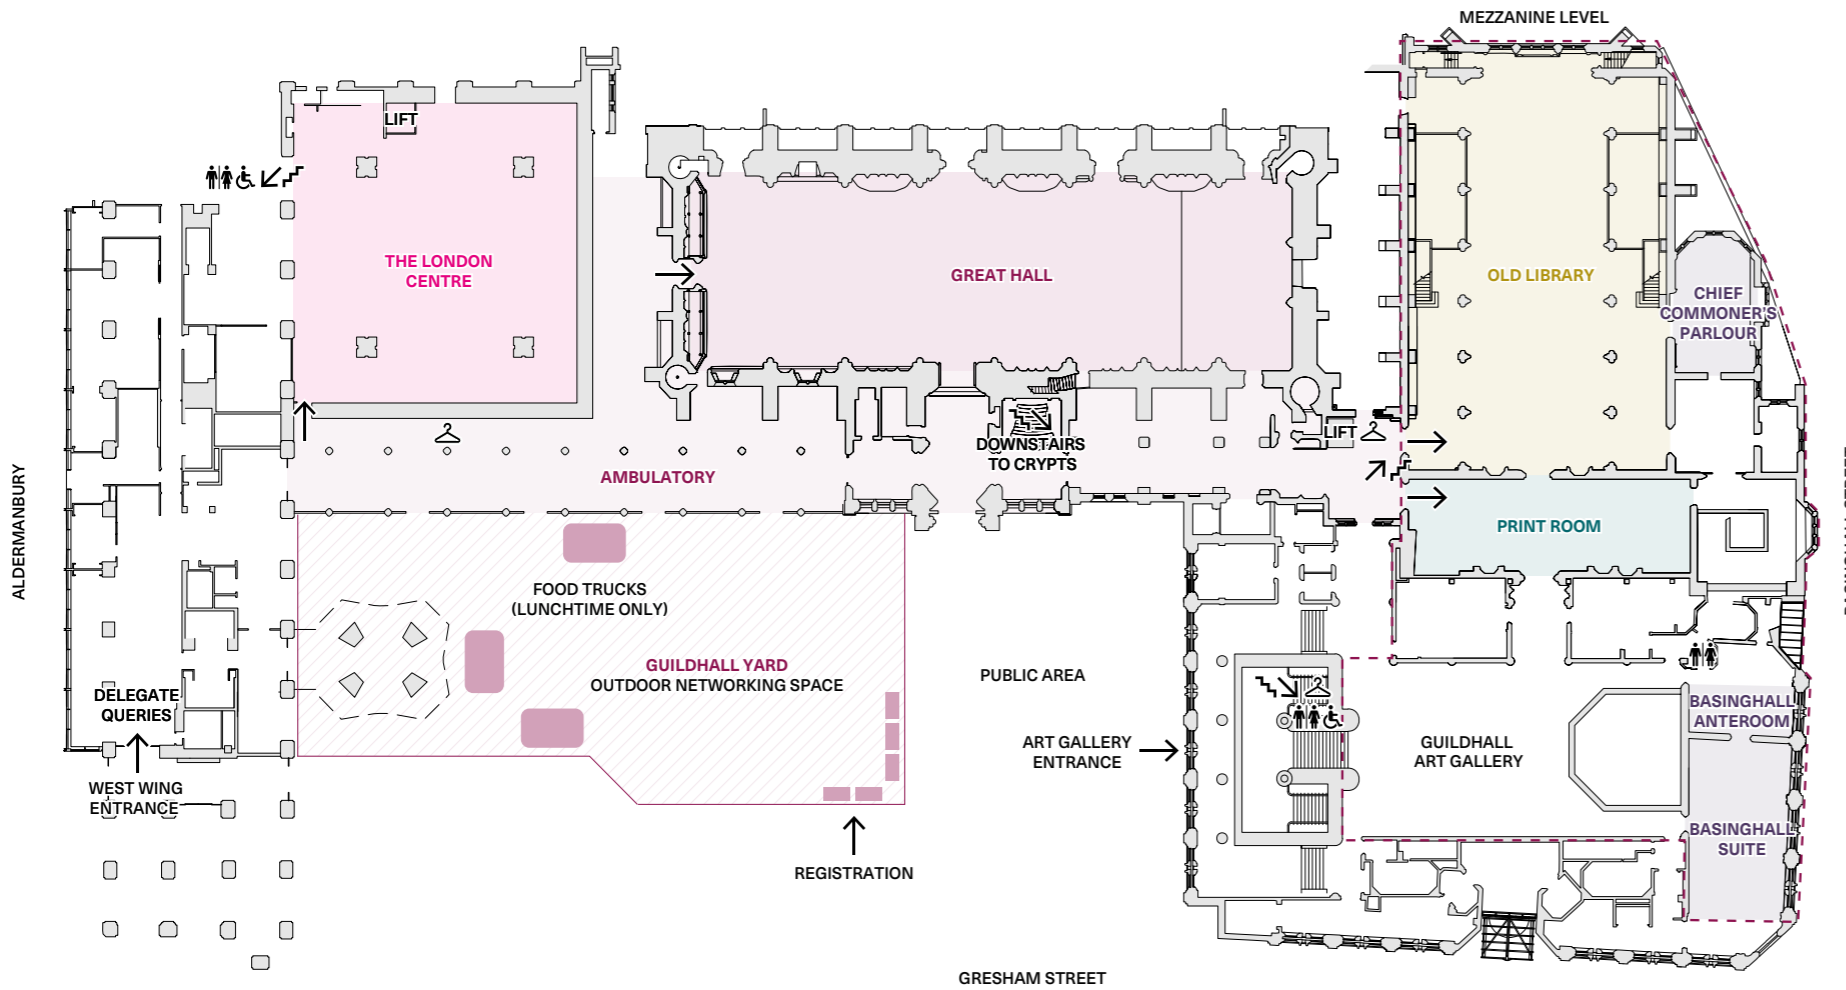 MEZZANINE LEVEL
LIFT
THE LONDON
CENTRE
GREAT HALL
OLD LIBRARY
CHIEF
COMMONER'S
PARLOUR
LIFT
DOWNSTAIRS
TO CRYPTS
AMBULATORY
PRINT ROOM
ALDERMANBURY
FOOD TRUCKS
(LUNCHTIME ONLY)
GUILDHALL YARD
OUTDOOR NETWORKING SPACE
PUBLIC AREA
DELEGATE
QUERIES
WEST WING
ENTRANCE
ART GALLERY
ENTRANCE
GUILDHALL
ART GALLERY
BASINGHALL
ANTEROOM
BASINGHALL
SUITE
REGISTRATION
GRESHAM STREET